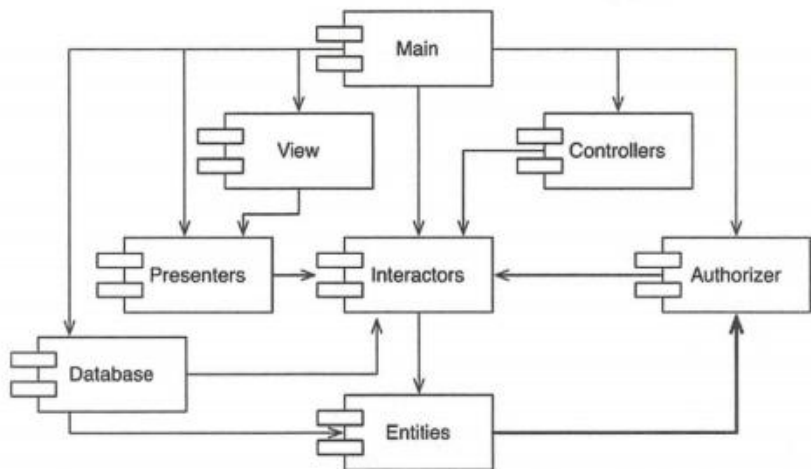 Main
View
Controllers
Presenters
Interactors
Authorizer
Database
Entities